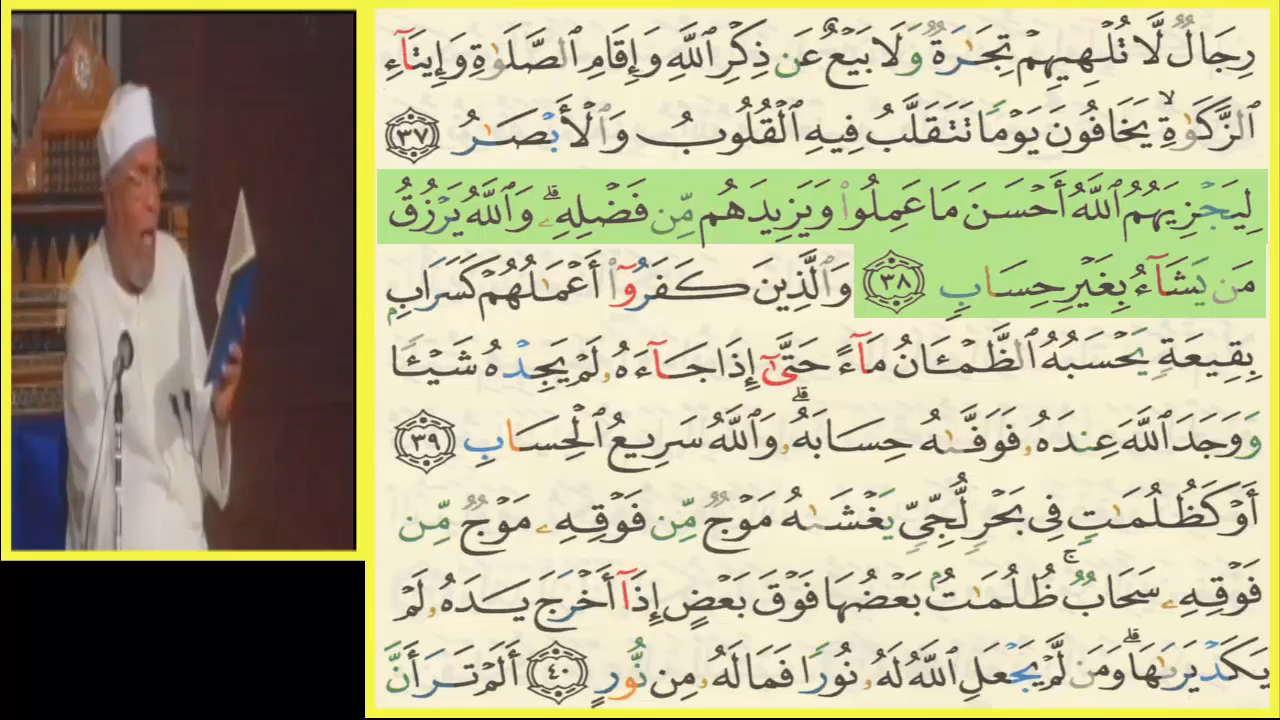 رِجَالٌ لَّا تُلْهِيهِمْ تِجَٰرَةٌ وَلَا بَيْعٌ عَن ذِكْرِ ٱللَّهِ وَإِقَامِ ٱلصَّلَوٰةِ وَإِيتَآءِ
ٱلزَّكَوٰةِ ۙ يَخَافُونَ يَوْمًا تَتَقَلَّبُ فِيهِ ٱلْقُلُوبُ وَٱلْأَبْصَٰرُ ٣٧
لِيَجْزِيَهُمُ ٱللَّهُ أَحْسَنَ مَا عَمِلُوا۟ وَيَزِيدَهُم مِّن فَضْلِهِۦ ۗ وَٱللَّهُ يَرْزُقُ
مَن يَشَآءُ بِغَيْرِ حِسَابٍ ٣٨ وَٱلَّذِينَ كَفَرُوٓا۟ أَعْمَٰلُهُمْ كَسَرَابٍۭ
بِقِيعَةٍ يَحْسَبُهُ ٱلظَّمْـَٔانُ مَآءً حَتَّىٰٓ إِذَا جَآءَهُۥ لَمْ يَجِدْهُ شَيْـًٔا
وَوَجَدَ ٱللَّهَ عِندَهُۥ فَوَفَّىٰهُ حِسَابَهُۥ ۗ وَٱللَّهُ سَرِيعُ ٱلْحِسَابِ ٣٩
أَوْ كَظُلُمَٰتٍ فِى بَحْرٍ لُّجِّىٍّ يَغْشَىٰهُ مَوْجٌ مِّن فَوْقِهِۦ مَوْجٌ مِّن
فَوْقِهِۦ سَحَابٌ ۚ ظُلُمَٰتٌۢ بَعْضُهَا فَوْقَ بَعْضٍ إِذَآ أَخْرَجَ يَدَهُۥ لَمْ
يَكَدْ يَرَىٰهَا ۗ وَمَن لَّمْ يَجْعَلِ ٱللَّهُ لَهُۥ نُورًا فَمَا لَهُۥ مِن نُّورٍ ٤٠ أَلَمْ تَرَ أَنَّ